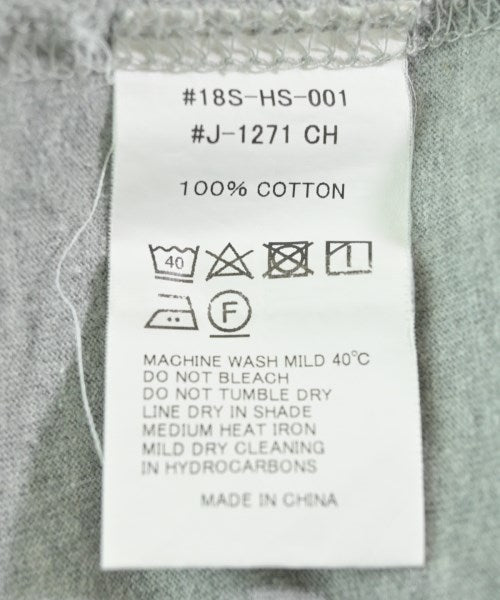 #18S-HS-001
#J-1271 CH
100% COTTON
40
F
MACHINE WASH MILD 40°C
DO NOT BLEACH
DO NOT TUMBLE DRY
LINE DRY IN SHADE
MEDIUM HEAT IRON
MILD DRY CLEANING
IN HYDROCARBONS
MADE IN CHINA